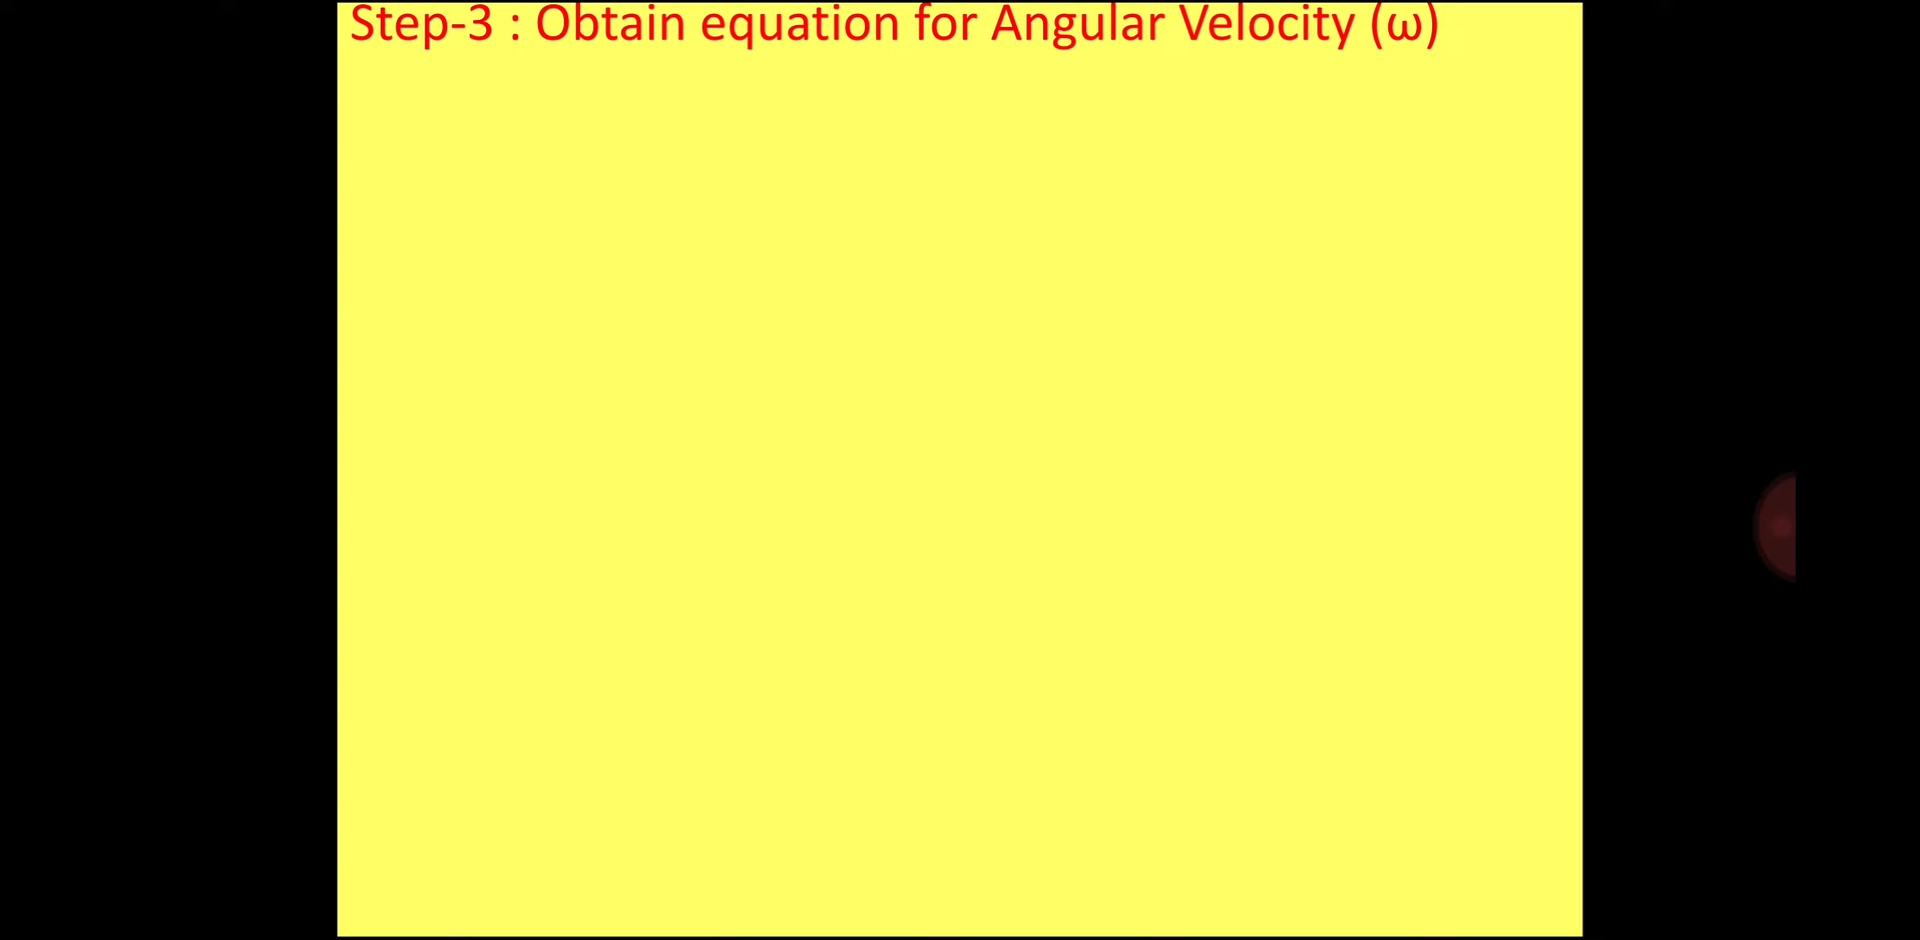 Step-3 : Obtain equation for Angular Velocity (ω)